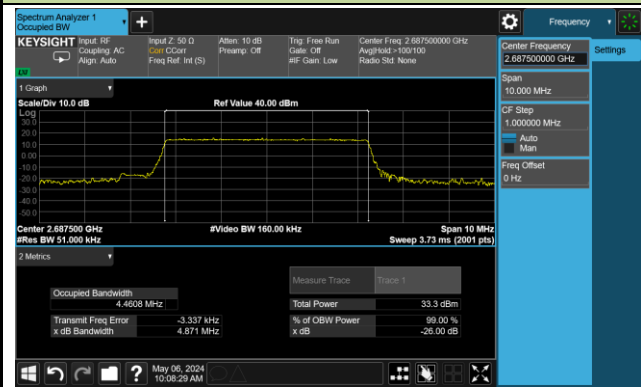 Spectrum Analyzer 1
Occupied BW
Frequency
KEYSIGHT
Input: RF
Coupling: AC
Align: Auto
Input Z: 50 Ω
Corr CCorr
Freq Ref: Int (S)
Atten: 10 dB
Preamp: Off
Trig: Free Run
Gate: Off
#IF Gain: Low
Center Freq: 2.687500000 GHz
Avg|Hold:>100/100
Radio Std: None
LXI
Center Frequency
2.687500000 GHz
Settings
Span
10.000 MHz
CF Step
1.000000 MHz
Auto
Man
Freq Offset
0 Hz
1 Graph
Scale/Div 10.0 dB
Ref Value 40.00 dBm
Log
30.0
20.0
10.0
0.00
-10.0
-20.0
-30.0
-40.0
-50.0
Center 2.687500 GHz
#Video BW 160.00 kHz
Span 10 MHz
#Res BW 51.000 kHz
Sweep 3.73 ms (2001 pts)
2 Metrics
Measure Trace
Trace 1
Occupied Bandwidth
4.4608 MHz
Total Power
33.3 dBm
Transmit Freq Error
-3.337 kHz
% of OBW Power
99.00 %
x dB Bandwidth
4.871 MHz
x dB
-26.00 dB
May 06, 2024
10:08:29 AM